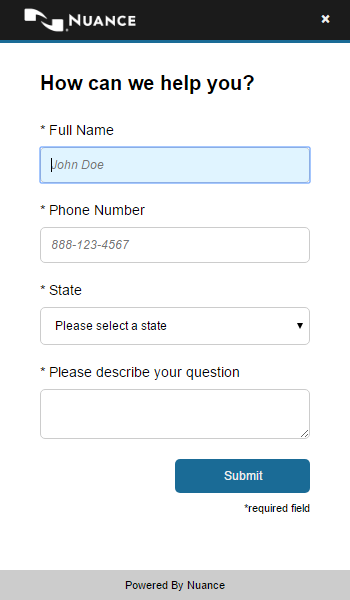 NUANCE
×
How can we help you?
* Full Name
John Doe
* Phone Number
888-123-4567
* State
Please select a state
* Please describe your question
Submit
*required field
Powered By Nuance